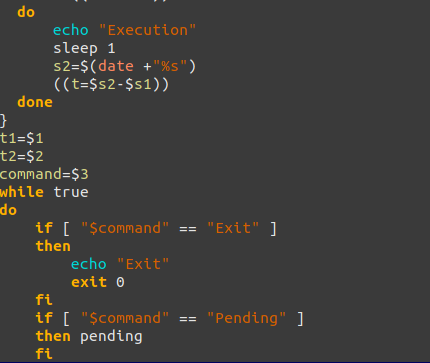 do
echo "Execution"
sleep 1
s2=$(date +"%s")
((t=$s2-$s1))
done
}
t1=$1
t2=$2
command=$3
while true
do
if [ "$command" == "Exit" ]
then
echo "Exit"
exit 0
fi
if [ "$command" == "Pending" ]
then pending
fi